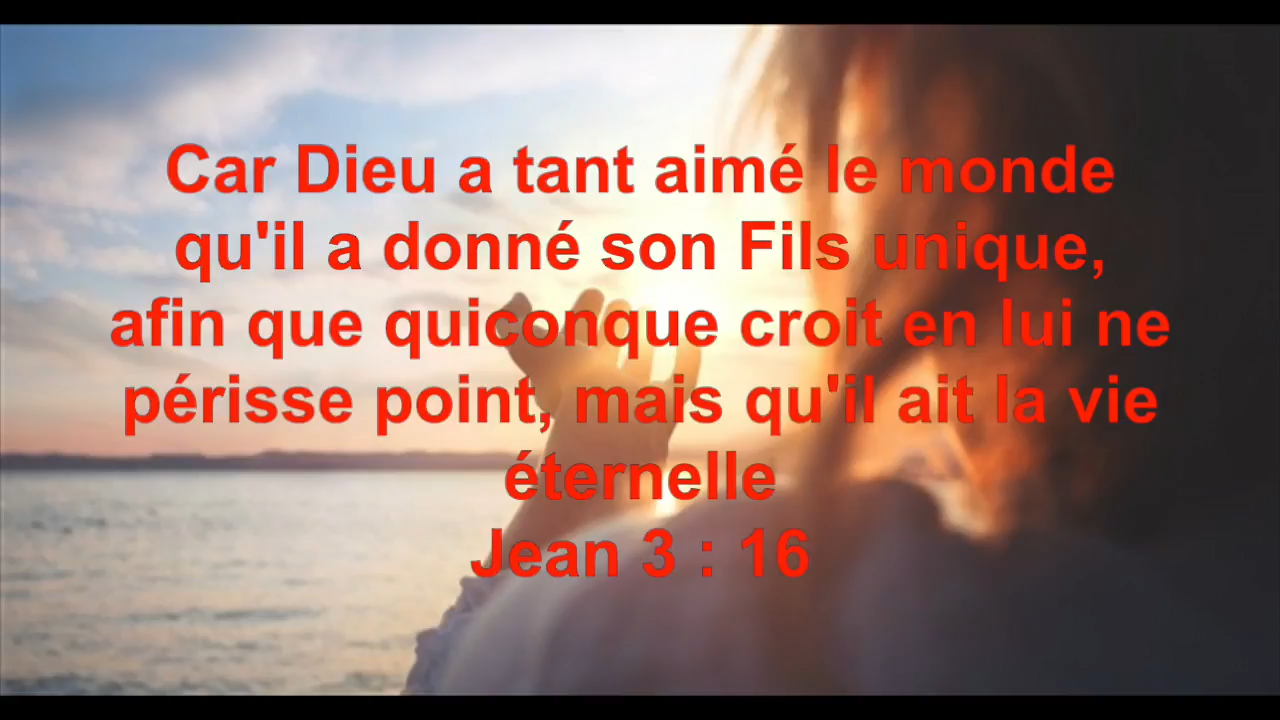 Car Dieu a tant aimé le monde
qu'il a donné son Fils unique,
afin que quiconque croit en lui ne
périsse point, mais qu'il ait la vie
éternelle
Jean 3 : 16